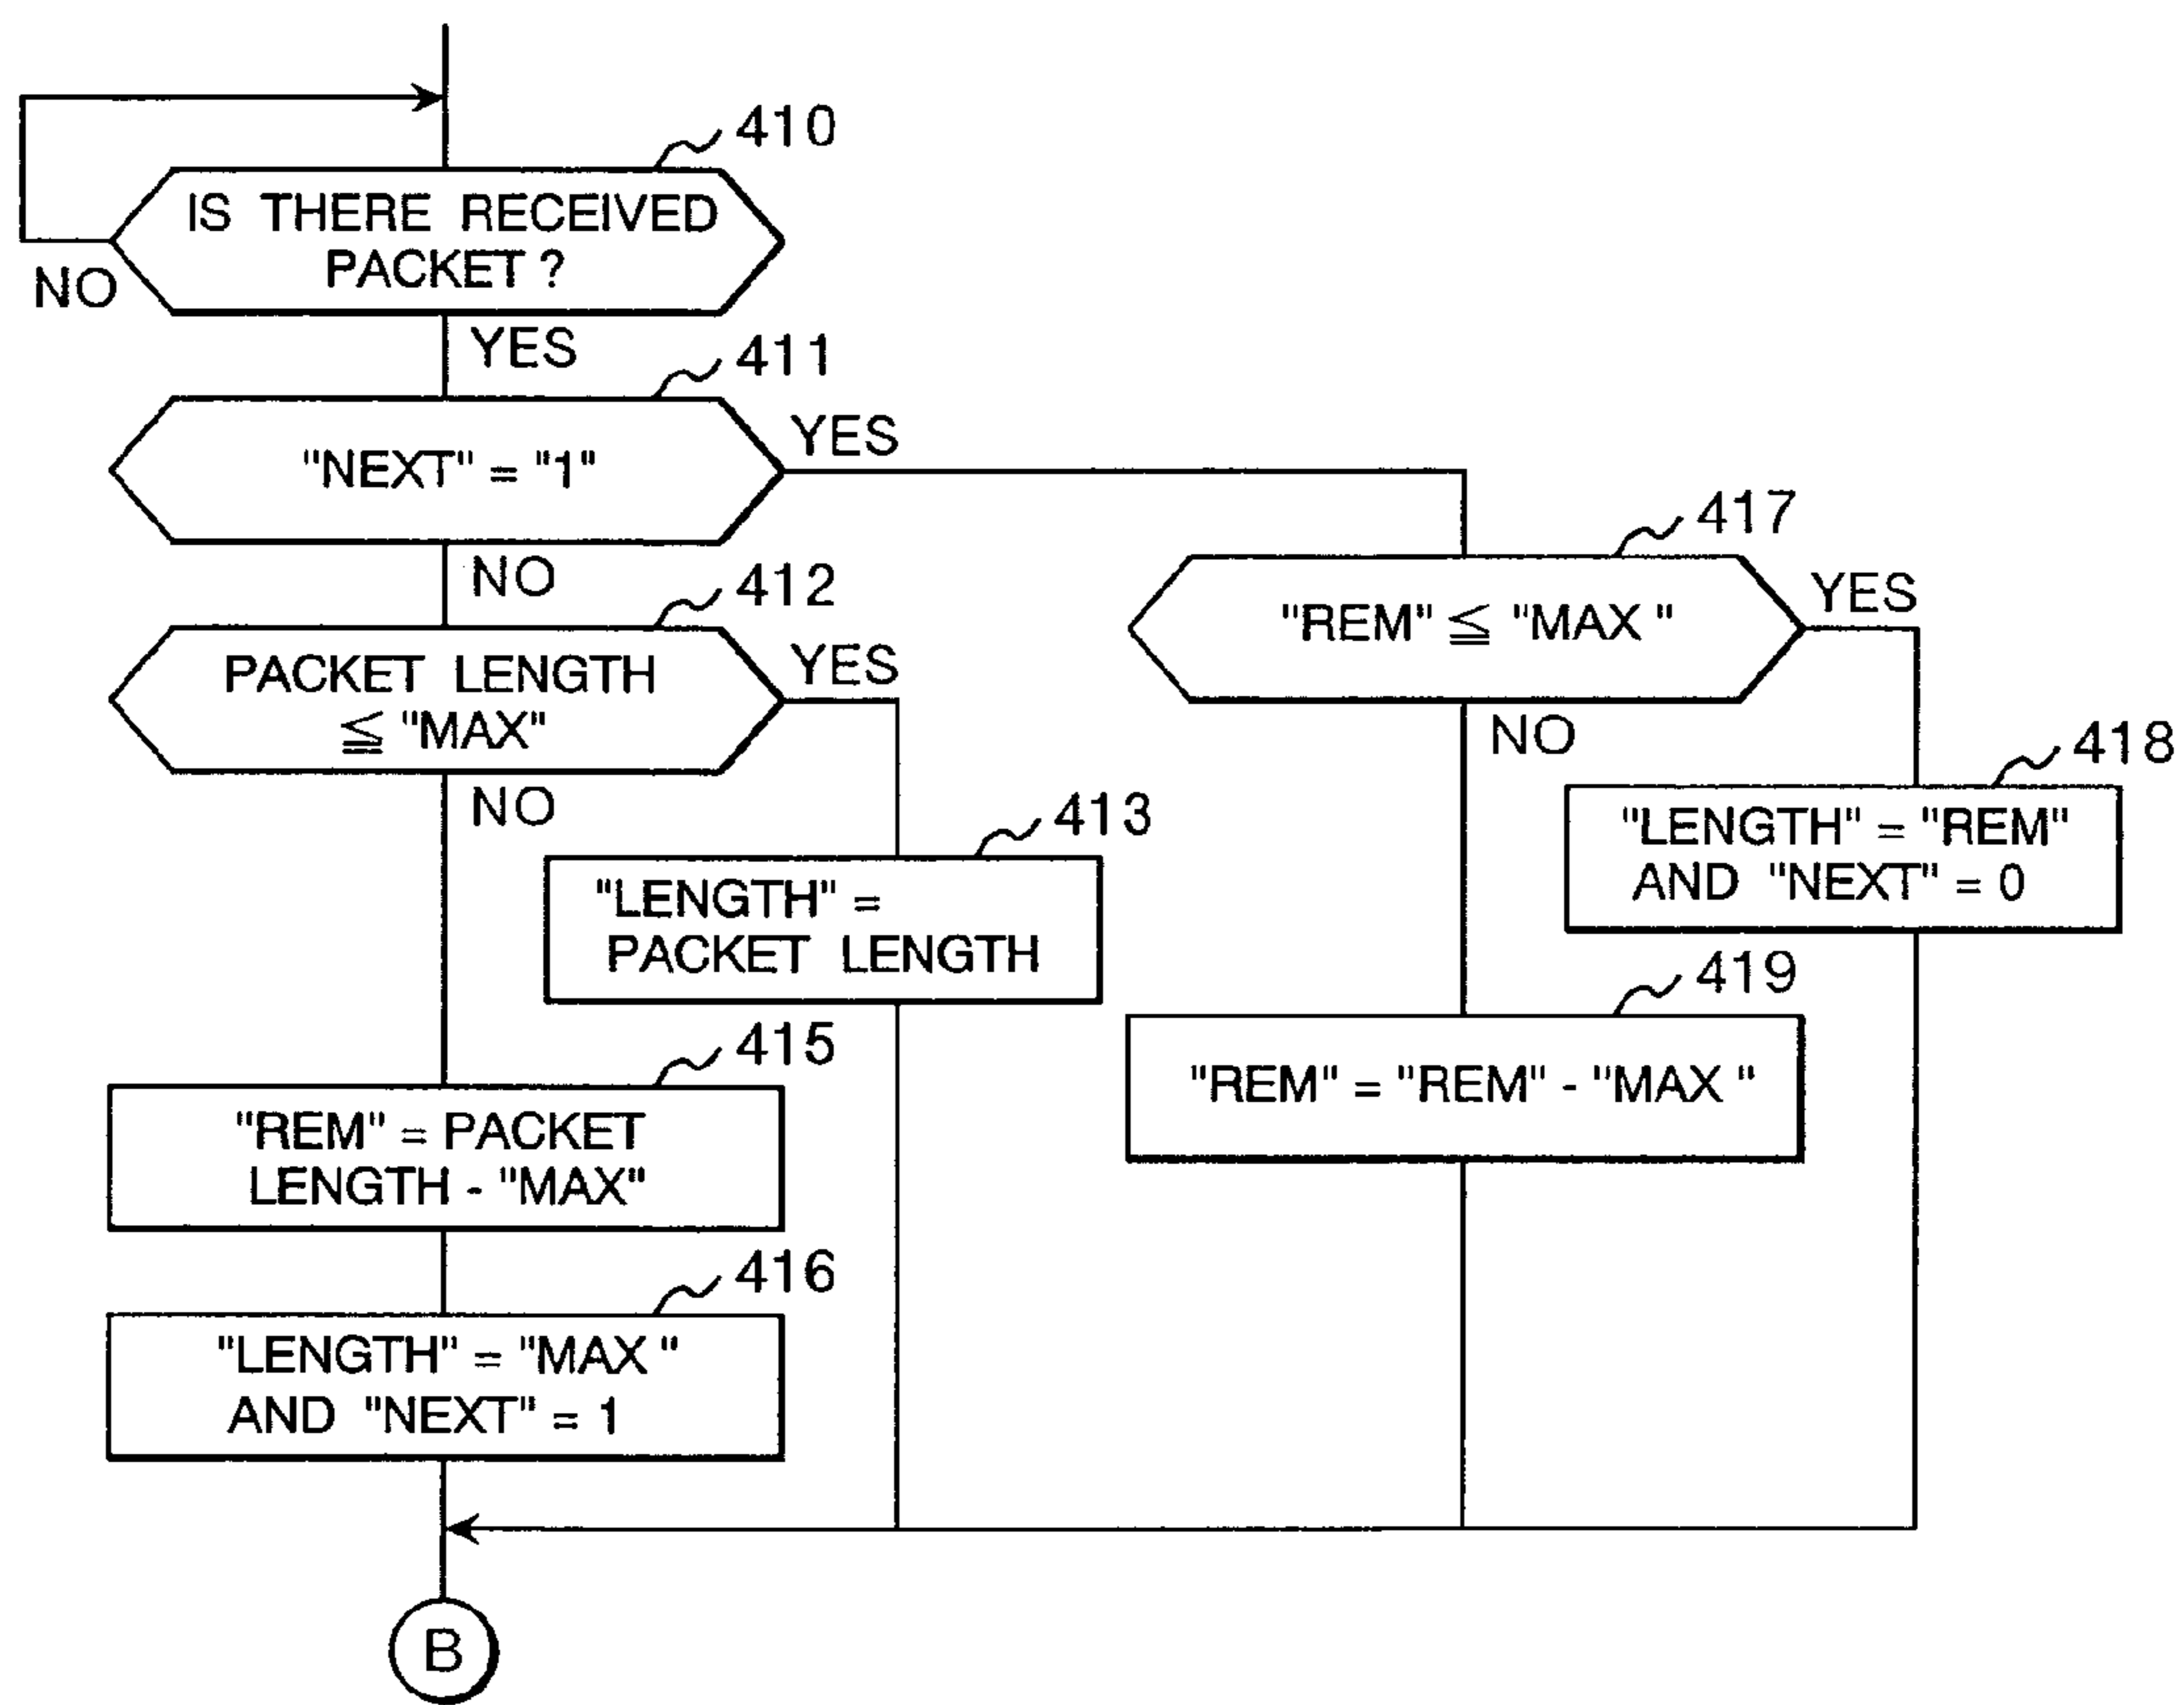 410
IS THERE RECEIVED
PACKET ?
NO
YES
411
"NEXT" = "1"
YES
NO
412
PACKET LENGTH
≦ "MAX"
YES
NO
413
"LENGTH" =
PACKET LENGTH
415
"REM" = PACKET
LENGTH - "MAX"
416
"LENGTH" = "MAX "
AND "NEXT" = 1
417
"REM" ≦ "MAX "
YES
NO
418
"LENGTH" = "REM"
AND "NEXT" = 0
419
"REM" = "REM" - "MAX "
B